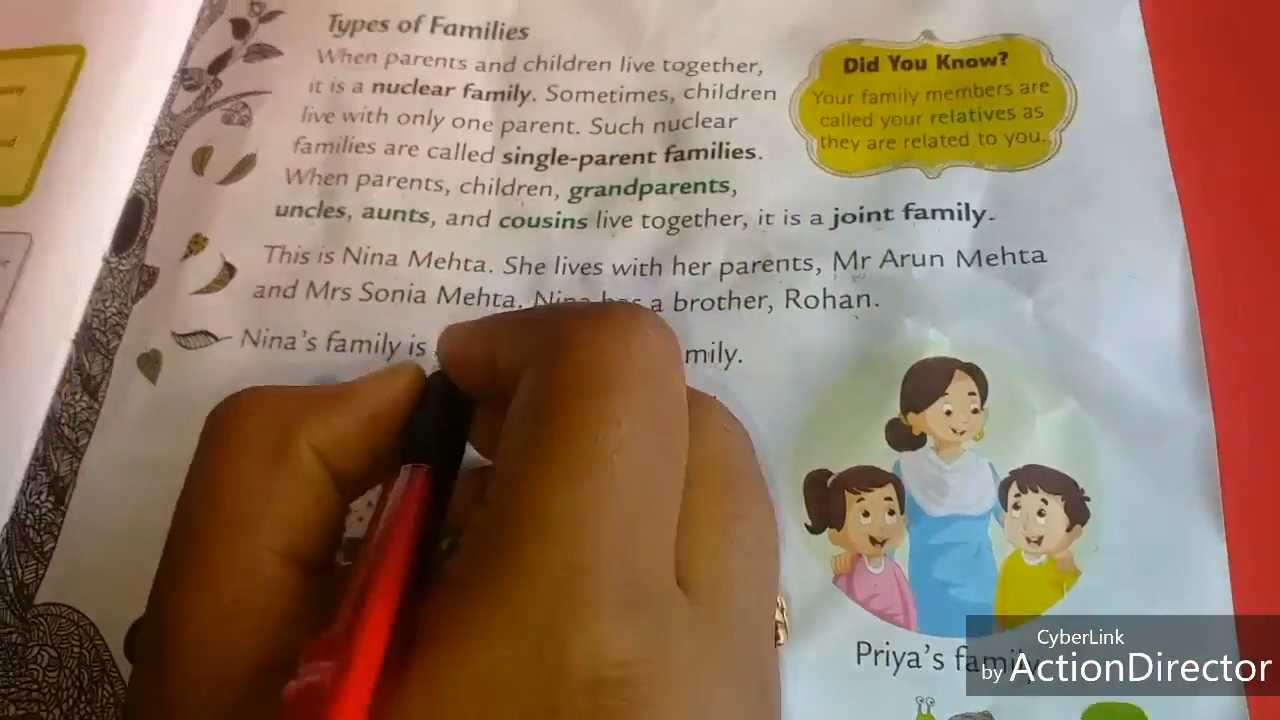 Types of Families
When parents and children live together,
it is a nuclear family. Sometimes, children
live with only one parent. Such nuclear
families are called single-parent families.
When parents, children, grandparents,
uncles, aunts, and cousins live together, it is a joint family.
Did You Know?
Your family members are
called your relatives as
they are related to you.
This is Nina Mehta. She lives with her parents, Mr Arun Mehta
and Mrs Sonia Mehta. Nina has a brother, Rohan.
Nina's family is mily.
Priya's family
CyberLink
by ActionDirector